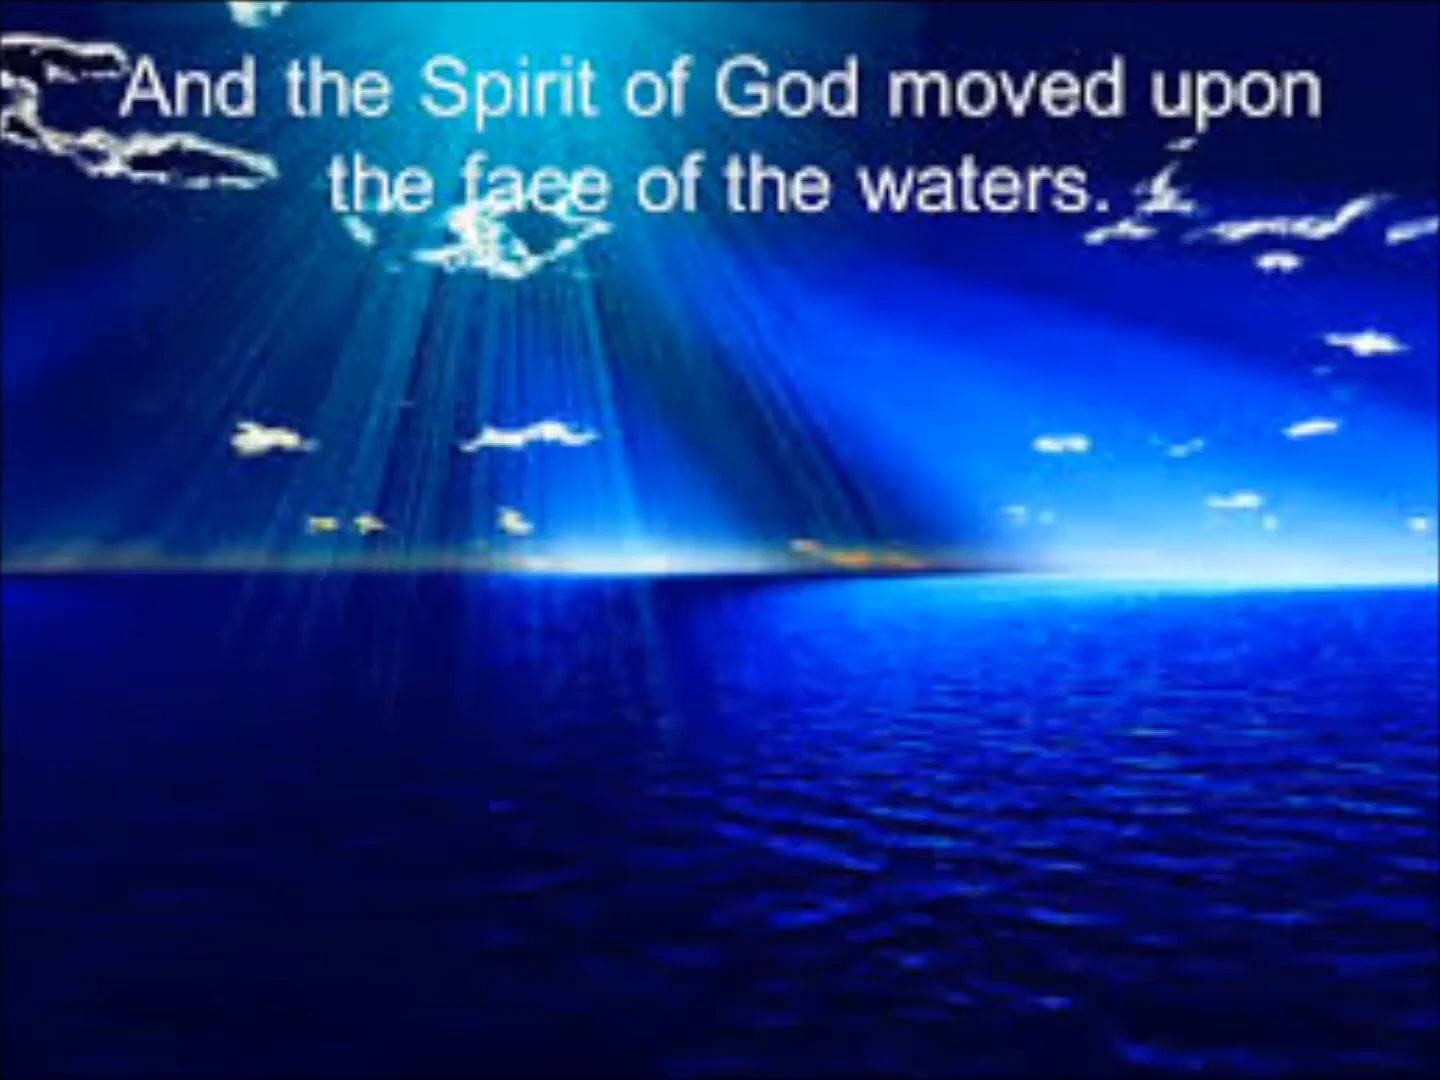 And the Spirit of God moved upon
the face of the waters.